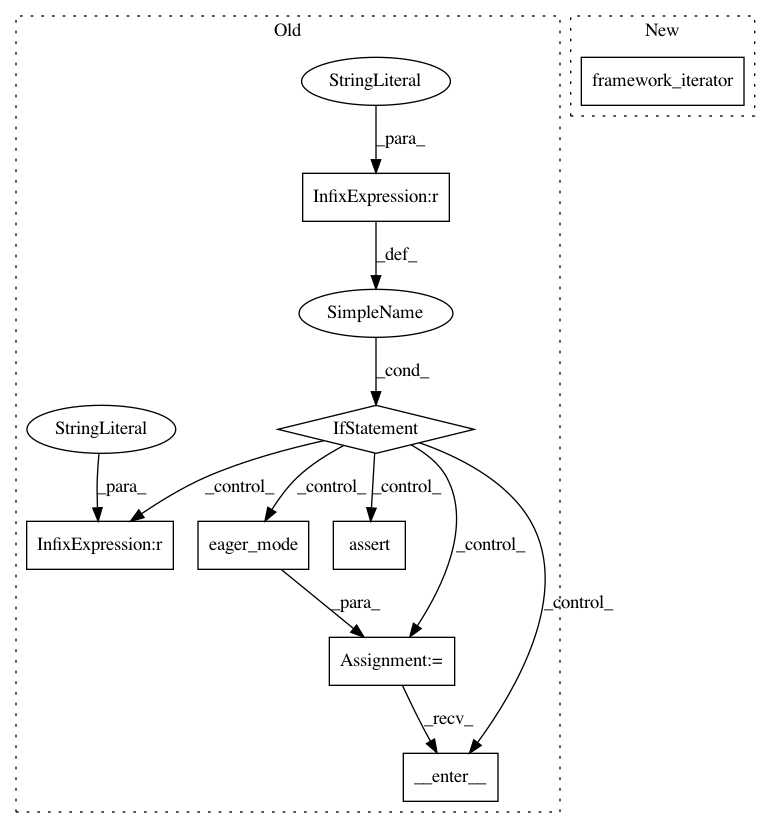 Old
New
StringLiteral
framework_iterator
_para_
InfixExpression:r
_def_
SimpleName
_cond_
StringLiteral
IfStatement
_para_
_control_
_control_
_control_
_control_
_control_
InfixExpression:r
eager_mode
assert
_para_
Assignment:=
_recv_
__enter__